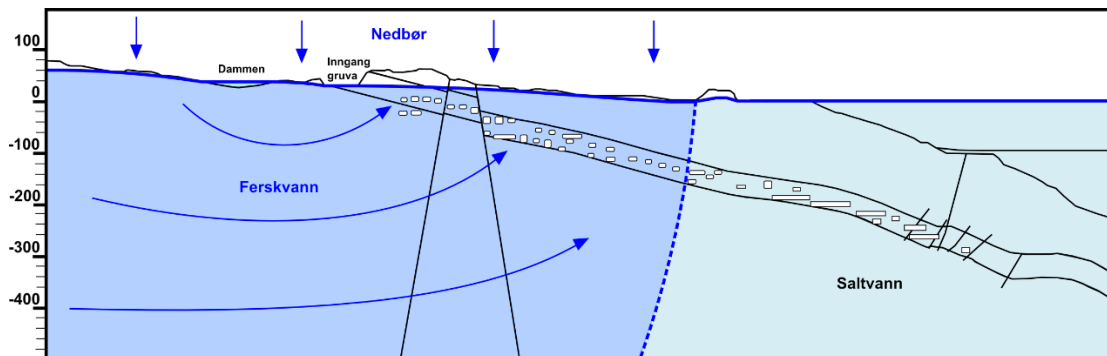 Nedbør
100
Dammen
Inngang
gruva
0
-100
Ferskvann
-200
-300
Saltvann
-400